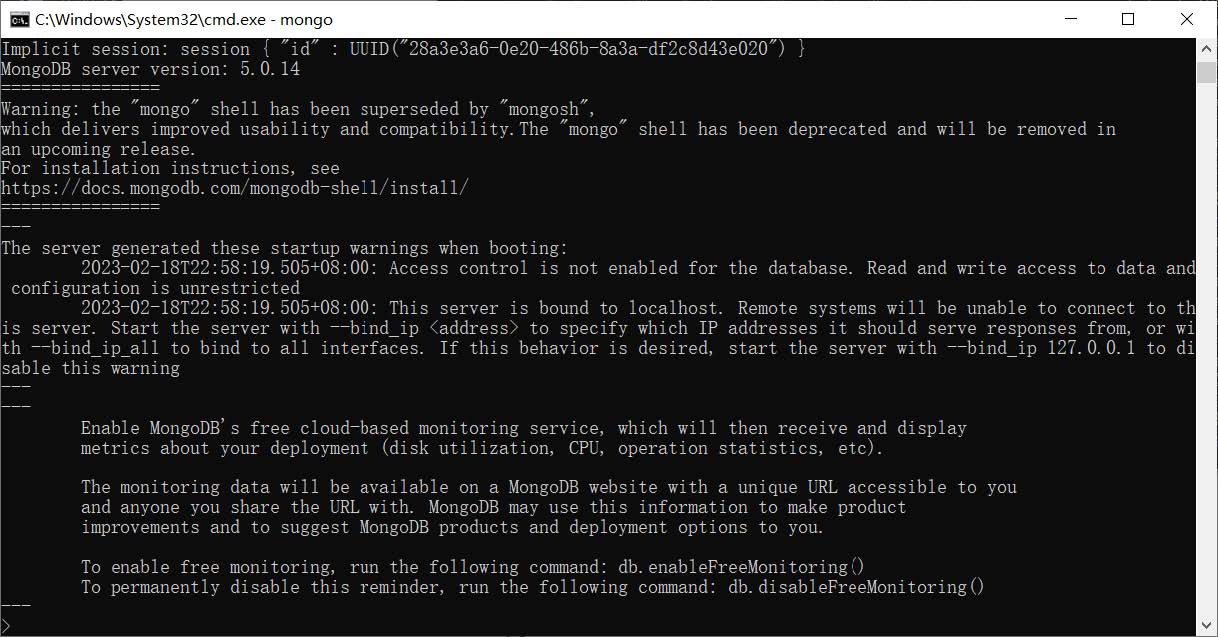 C:\Windows\System32\cmd.exe - mongo
Implicit session: session { "id" : UUID("28a3e3a6-0e20-486b-8a3a-df2c8d43e020") }
MongoDB server version: 5.0.14
================
Warning: the "mongo" shell has been superseded by "mongosh",
which delivers improved usability and compatibility.The "mongo" shell has been deprecated and will be removed in
an upcoming release.
For installation instructions, see
https://docs.mongodb.com/mongodb-shell/install/
================
---
The server generated these startup warnings when booting:
        2023-02-18T22:58:19.505+08:00: Access control is not enabled for the database. Read and write access to data and
 configuration is unrestricted
        2023-02-18T22:58:19.505+08:00: This server is bound to localhost. Remote systems will be unable to connect to th
is server. Start the server with --bind_ip <address> to specify which IP addresses it should serve responses from, or wi
th --bind_ip_all to bind to all interfaces. If this behavior is desired, start the server with --bind_ip 127.0.0.1 to di
sable this warning
---
---
        Enable MongoDB's free cloud-based monitoring service, which will then receive and display
        metrics about your deployment (disk utilization, CPU, operation statistics, etc).

        The monitoring data will be available on a MongoDB website with a unique URL accessible to you
        and anyone you share the URL with. MongoDB may use this information to make product
        improvements and to suggest MongoDB products and deployment options to you.

        To enable free monitoring, run the following command: db.enableFreeMonitoring()
        To permanently disable this reminder, run the following command: db.disableFreeMonitoring()
---
>